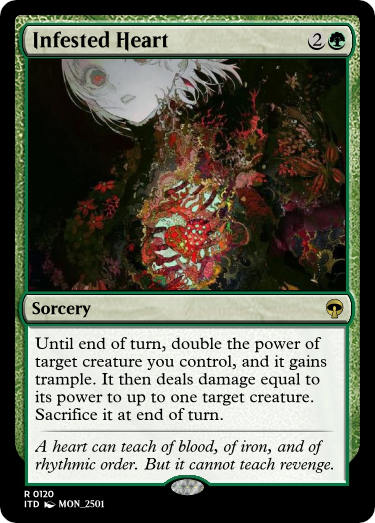 Infested Heart 2
Sorcery
Until end of turn, double the power of
target creature you control, and it gains
trample. It then deals damage equal to
its power to up to one target creature.
Sacrifice it at end of turn.
A heart can teach of blood, of iron, and of
rhythmic order. But it cannot teach revenge.
R 0120
ITD MON_2501